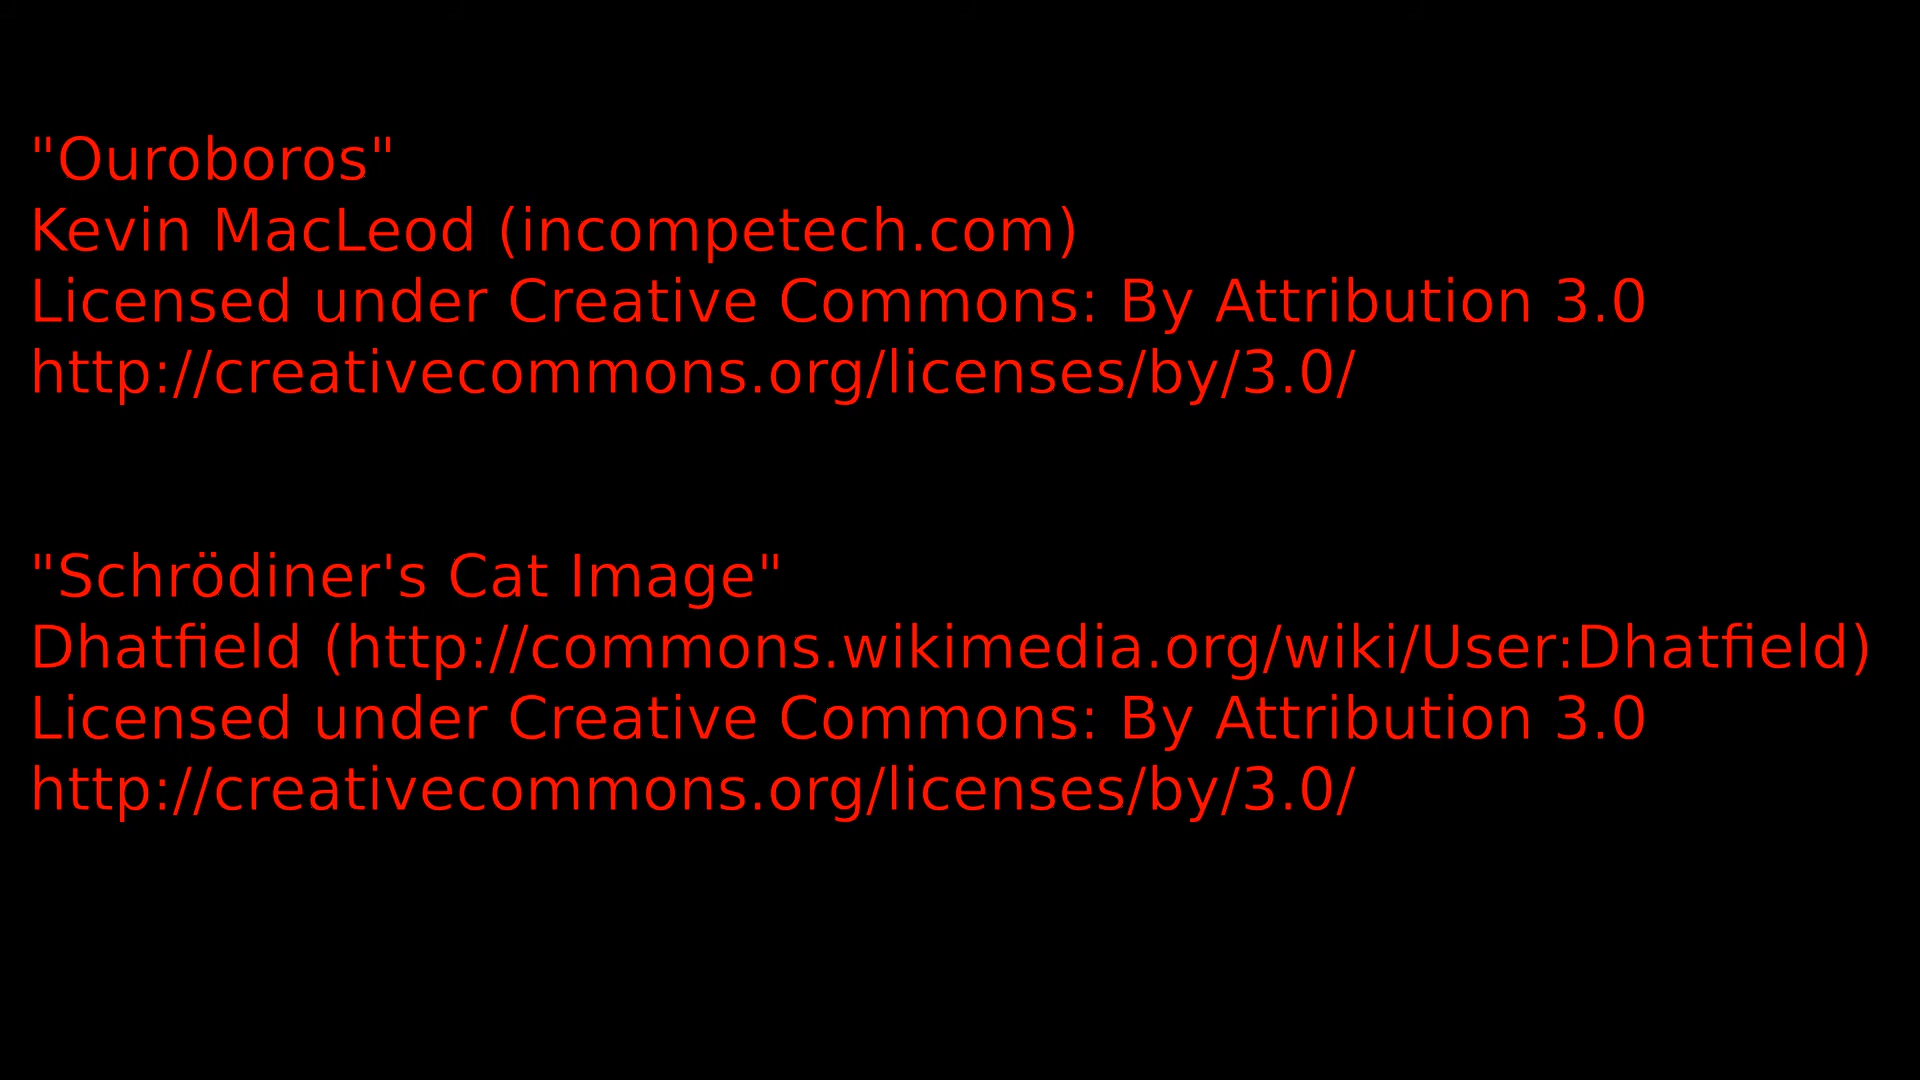 "Ouroboros"
Kevin MacLeod (incompetech.com)
Licensed under Creative Commons: By Attribution 3.0
http://creativecommons.org/licenses/by/3.0/
"Schrödiner's Cat Image"
Dhatfield (http://commons.wikimedia.org/wiki/User:Dhatfield)
Licensed under Creative Commons: By Attribution 3.0
http://creativecommons.org/licenses/by/3.0/